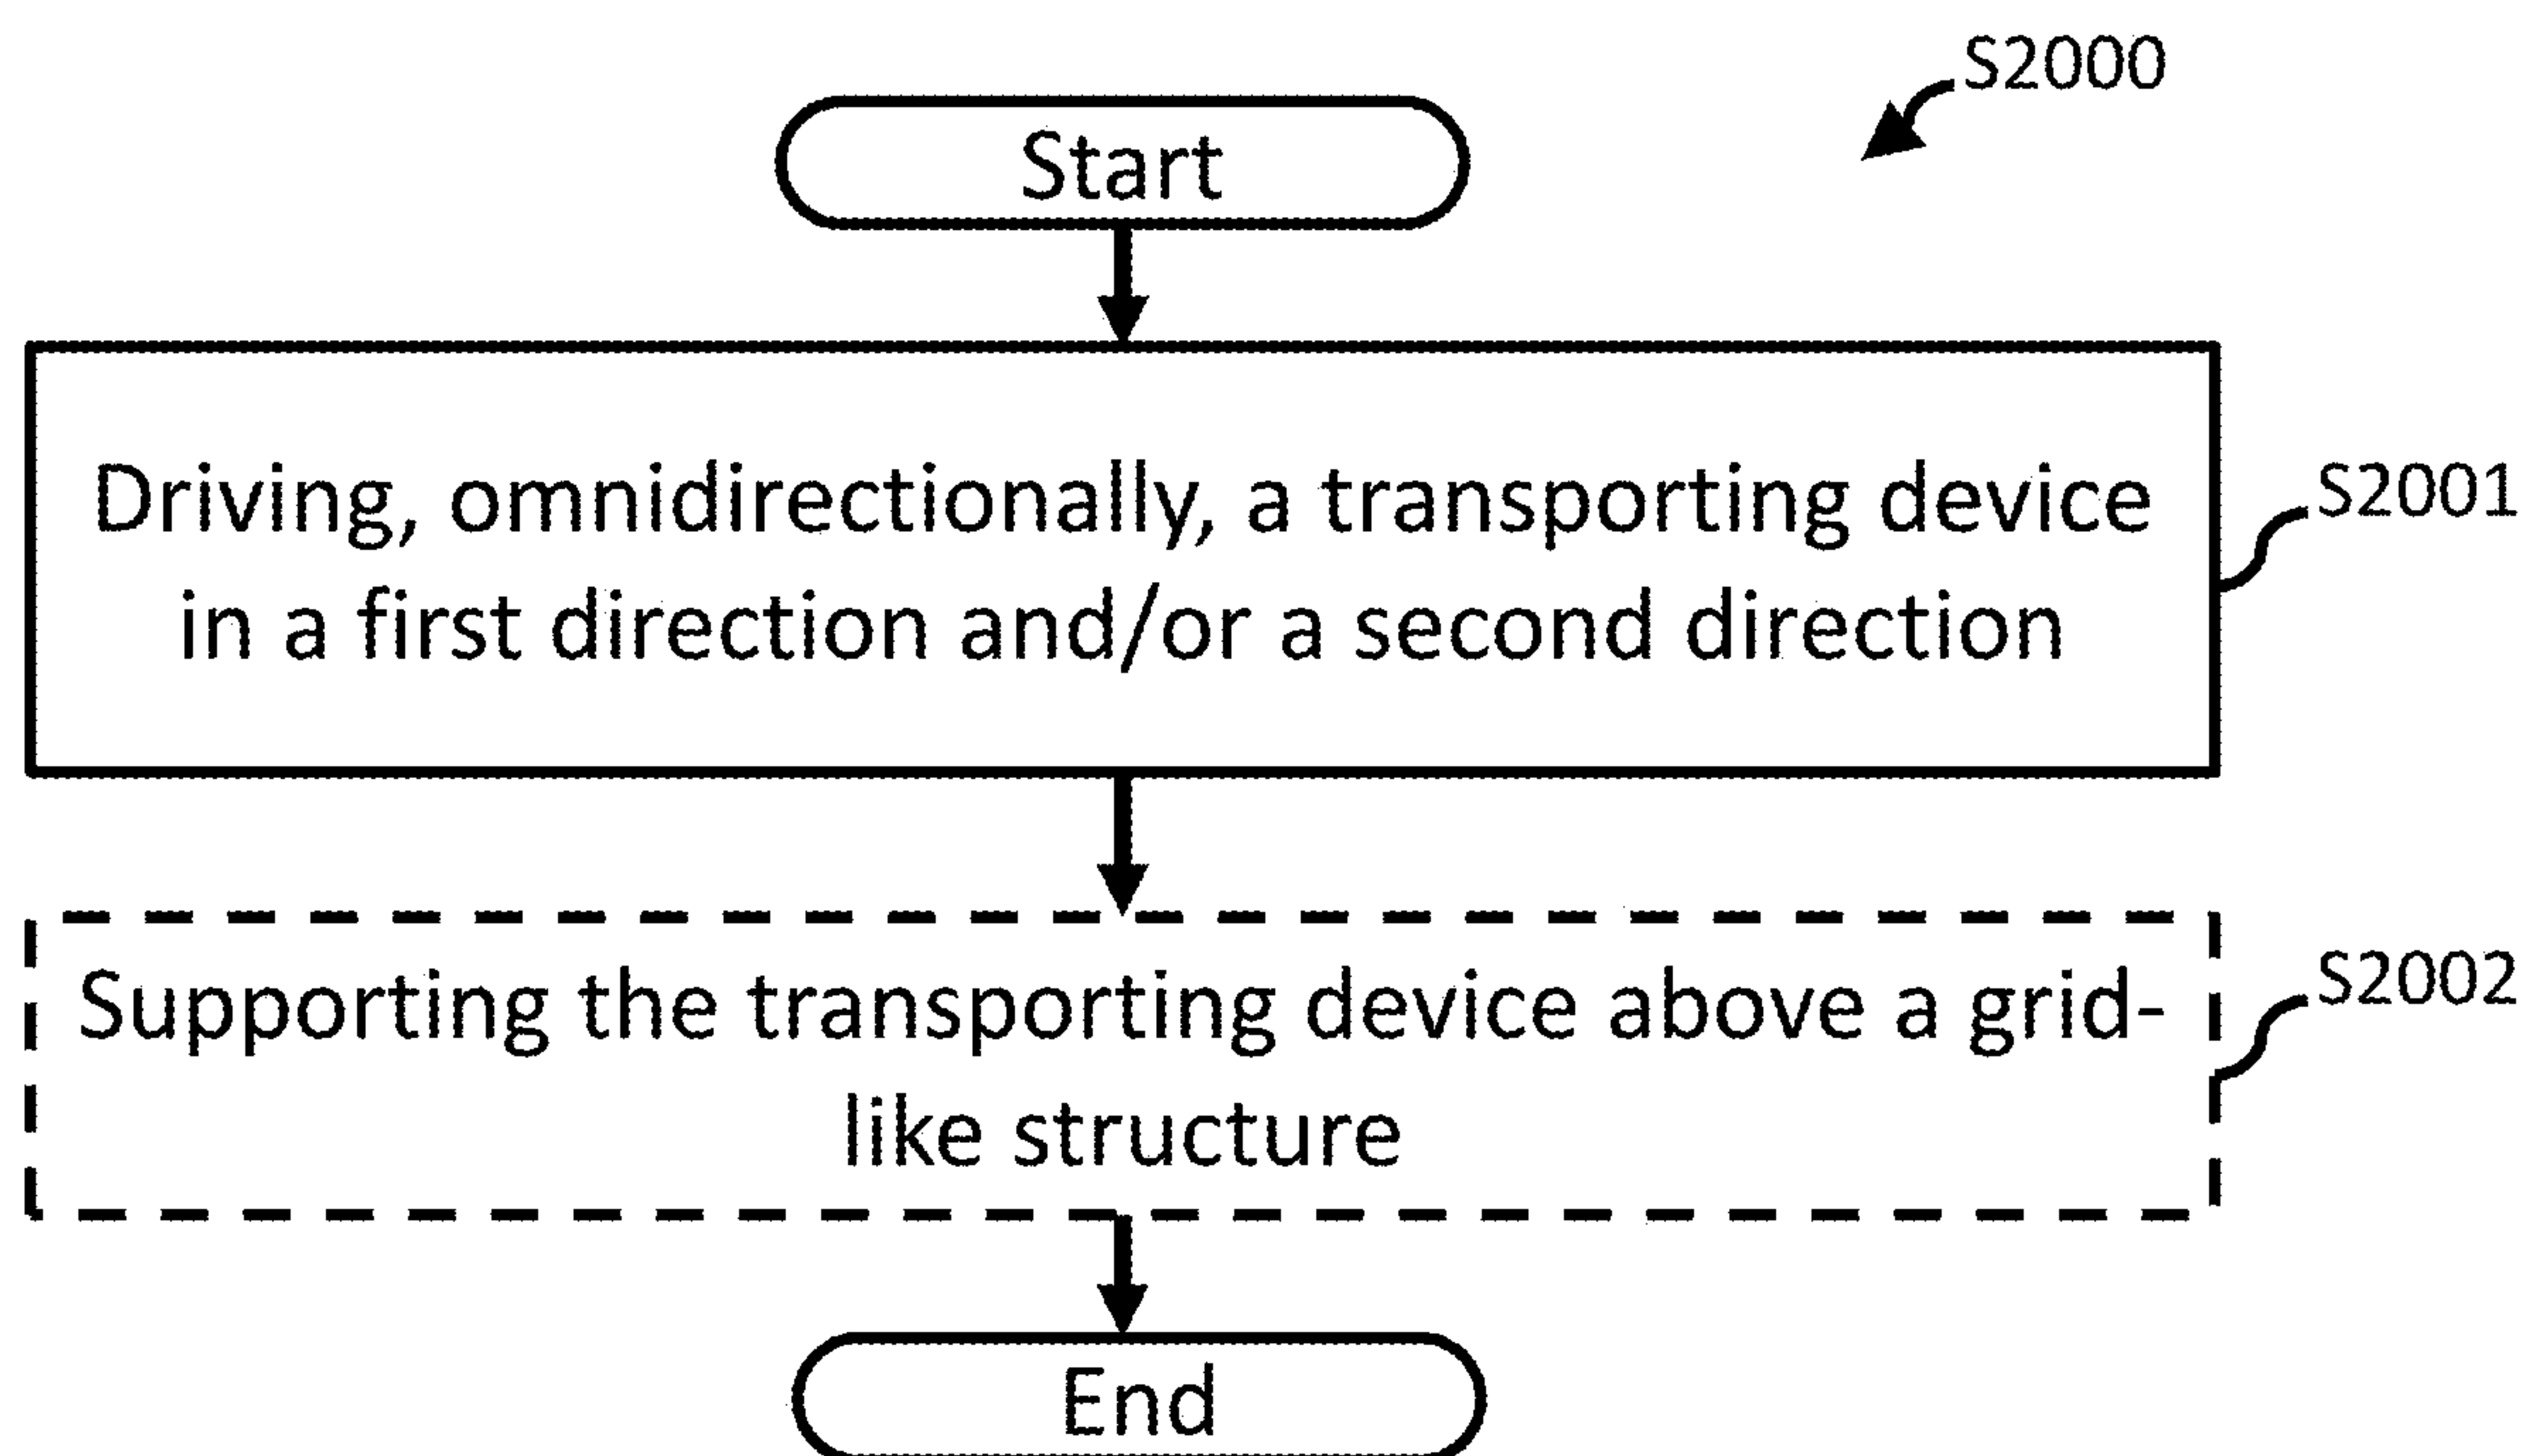 S2000
Start
Driving, omnidirectionally, a transporting device
in a first direction and/or a second direction
S2001
Supporting the transporting device above a grid-
like structure
S2002
End